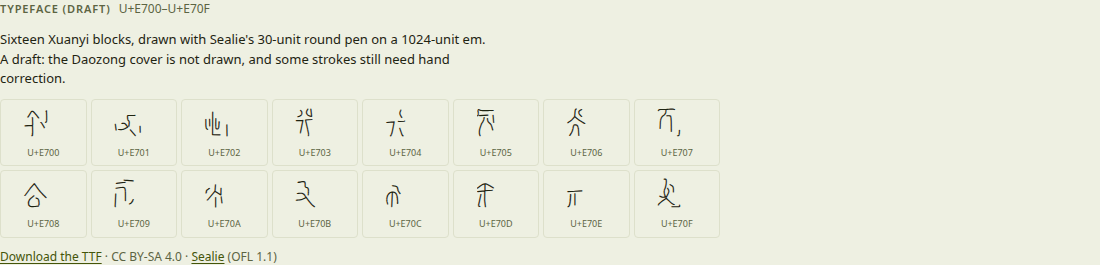 TYPEFACE (DRAFT) U+E700–U+E70F
Sixteen Xuanyi blocks, drawn with Sealie's 30-unit round pen on a 1024-unit em.
A draft: the Daozong cover is not drawn, and some strokes still need hand
correction.
U+E700 U+E701 U+E702 U+E703 U+E704 U+E705 U+E706 U+E707
U+E708 U+E709 U+E70A U+E70B U+E70C U+E70D U+E70E U+E70F
Download the TTF · CC BY-SA 4.0 · Sealie (OFL 1.1)